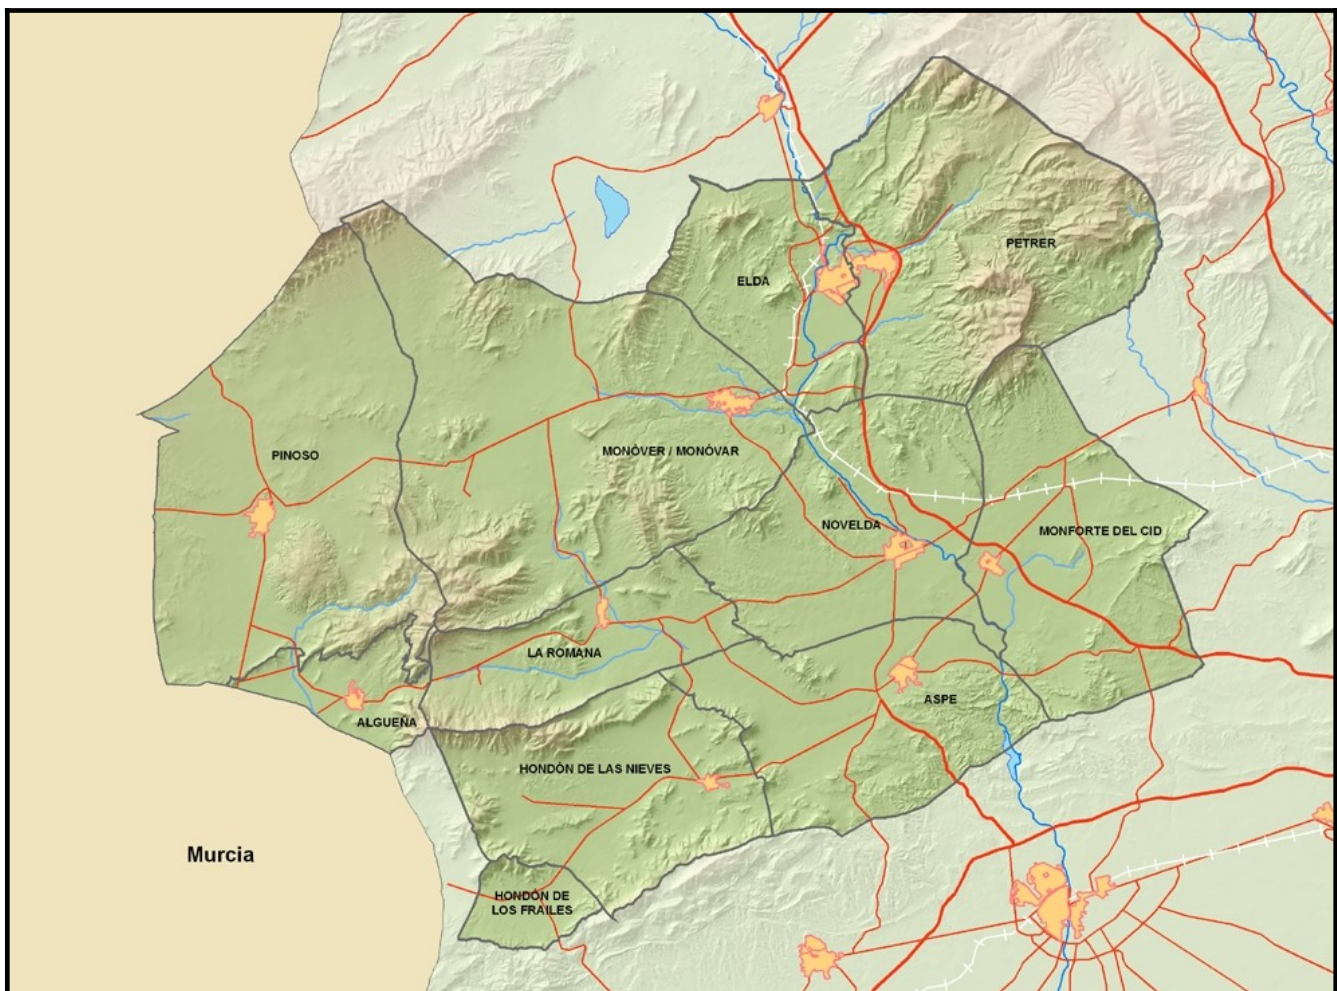 PETRER
ELDA
PINOSO
MONÒVER / MONÓVAR
NOVELDA
MONFORTE DEL CID
LA ROMANA
ASPE
ALGUEÑA
HONDÓN DE LAS NIEVES
Murcia
HONDÓN DE
LOS FRAILES